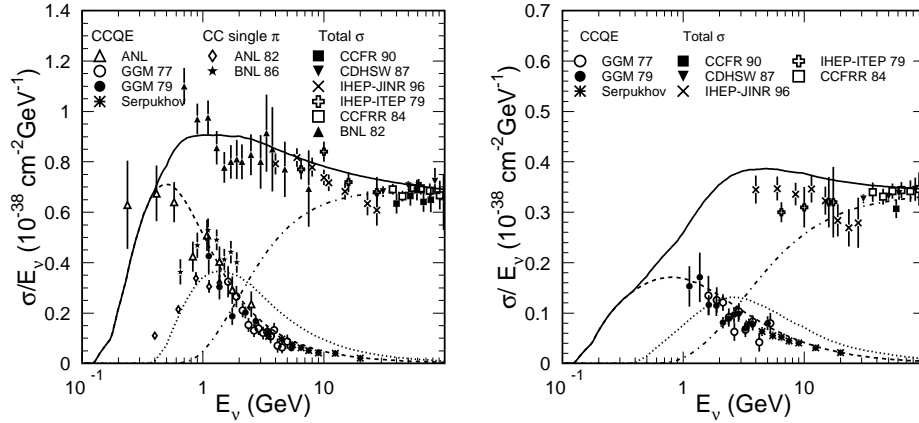 CCQE
ANL
GGM 77
GGM 79
Serpukhov
CC single π
ANL 82
BNL 86
Total σ
CCFR 90
CDHSW 87
IHEP-JINR 96
IHEP-ITEP 79
CCFRR 84
BNL 82
σ/Eν (10⁻³⁸ cm⁻²GeV⁻¹)
1.4
1.2
1
0.8
0.6
0.4
0.2
0
10⁻¹ 1 10
Eν (GeV)
CCQE
GGM 77
GGM 79
Serpukhov
Total σ
CCFR 90
CDHSW 87
IHEP-JINR 96
IHEP-ITEP 79
CCFRR 84
σ/ Eν (10⁻³⁸ cm⁻²GeV⁻¹)
0.7
0.6
0.5
0.4
0.3
0.2
0.1
0
10⁻¹ 1 10
Eν (GeV)